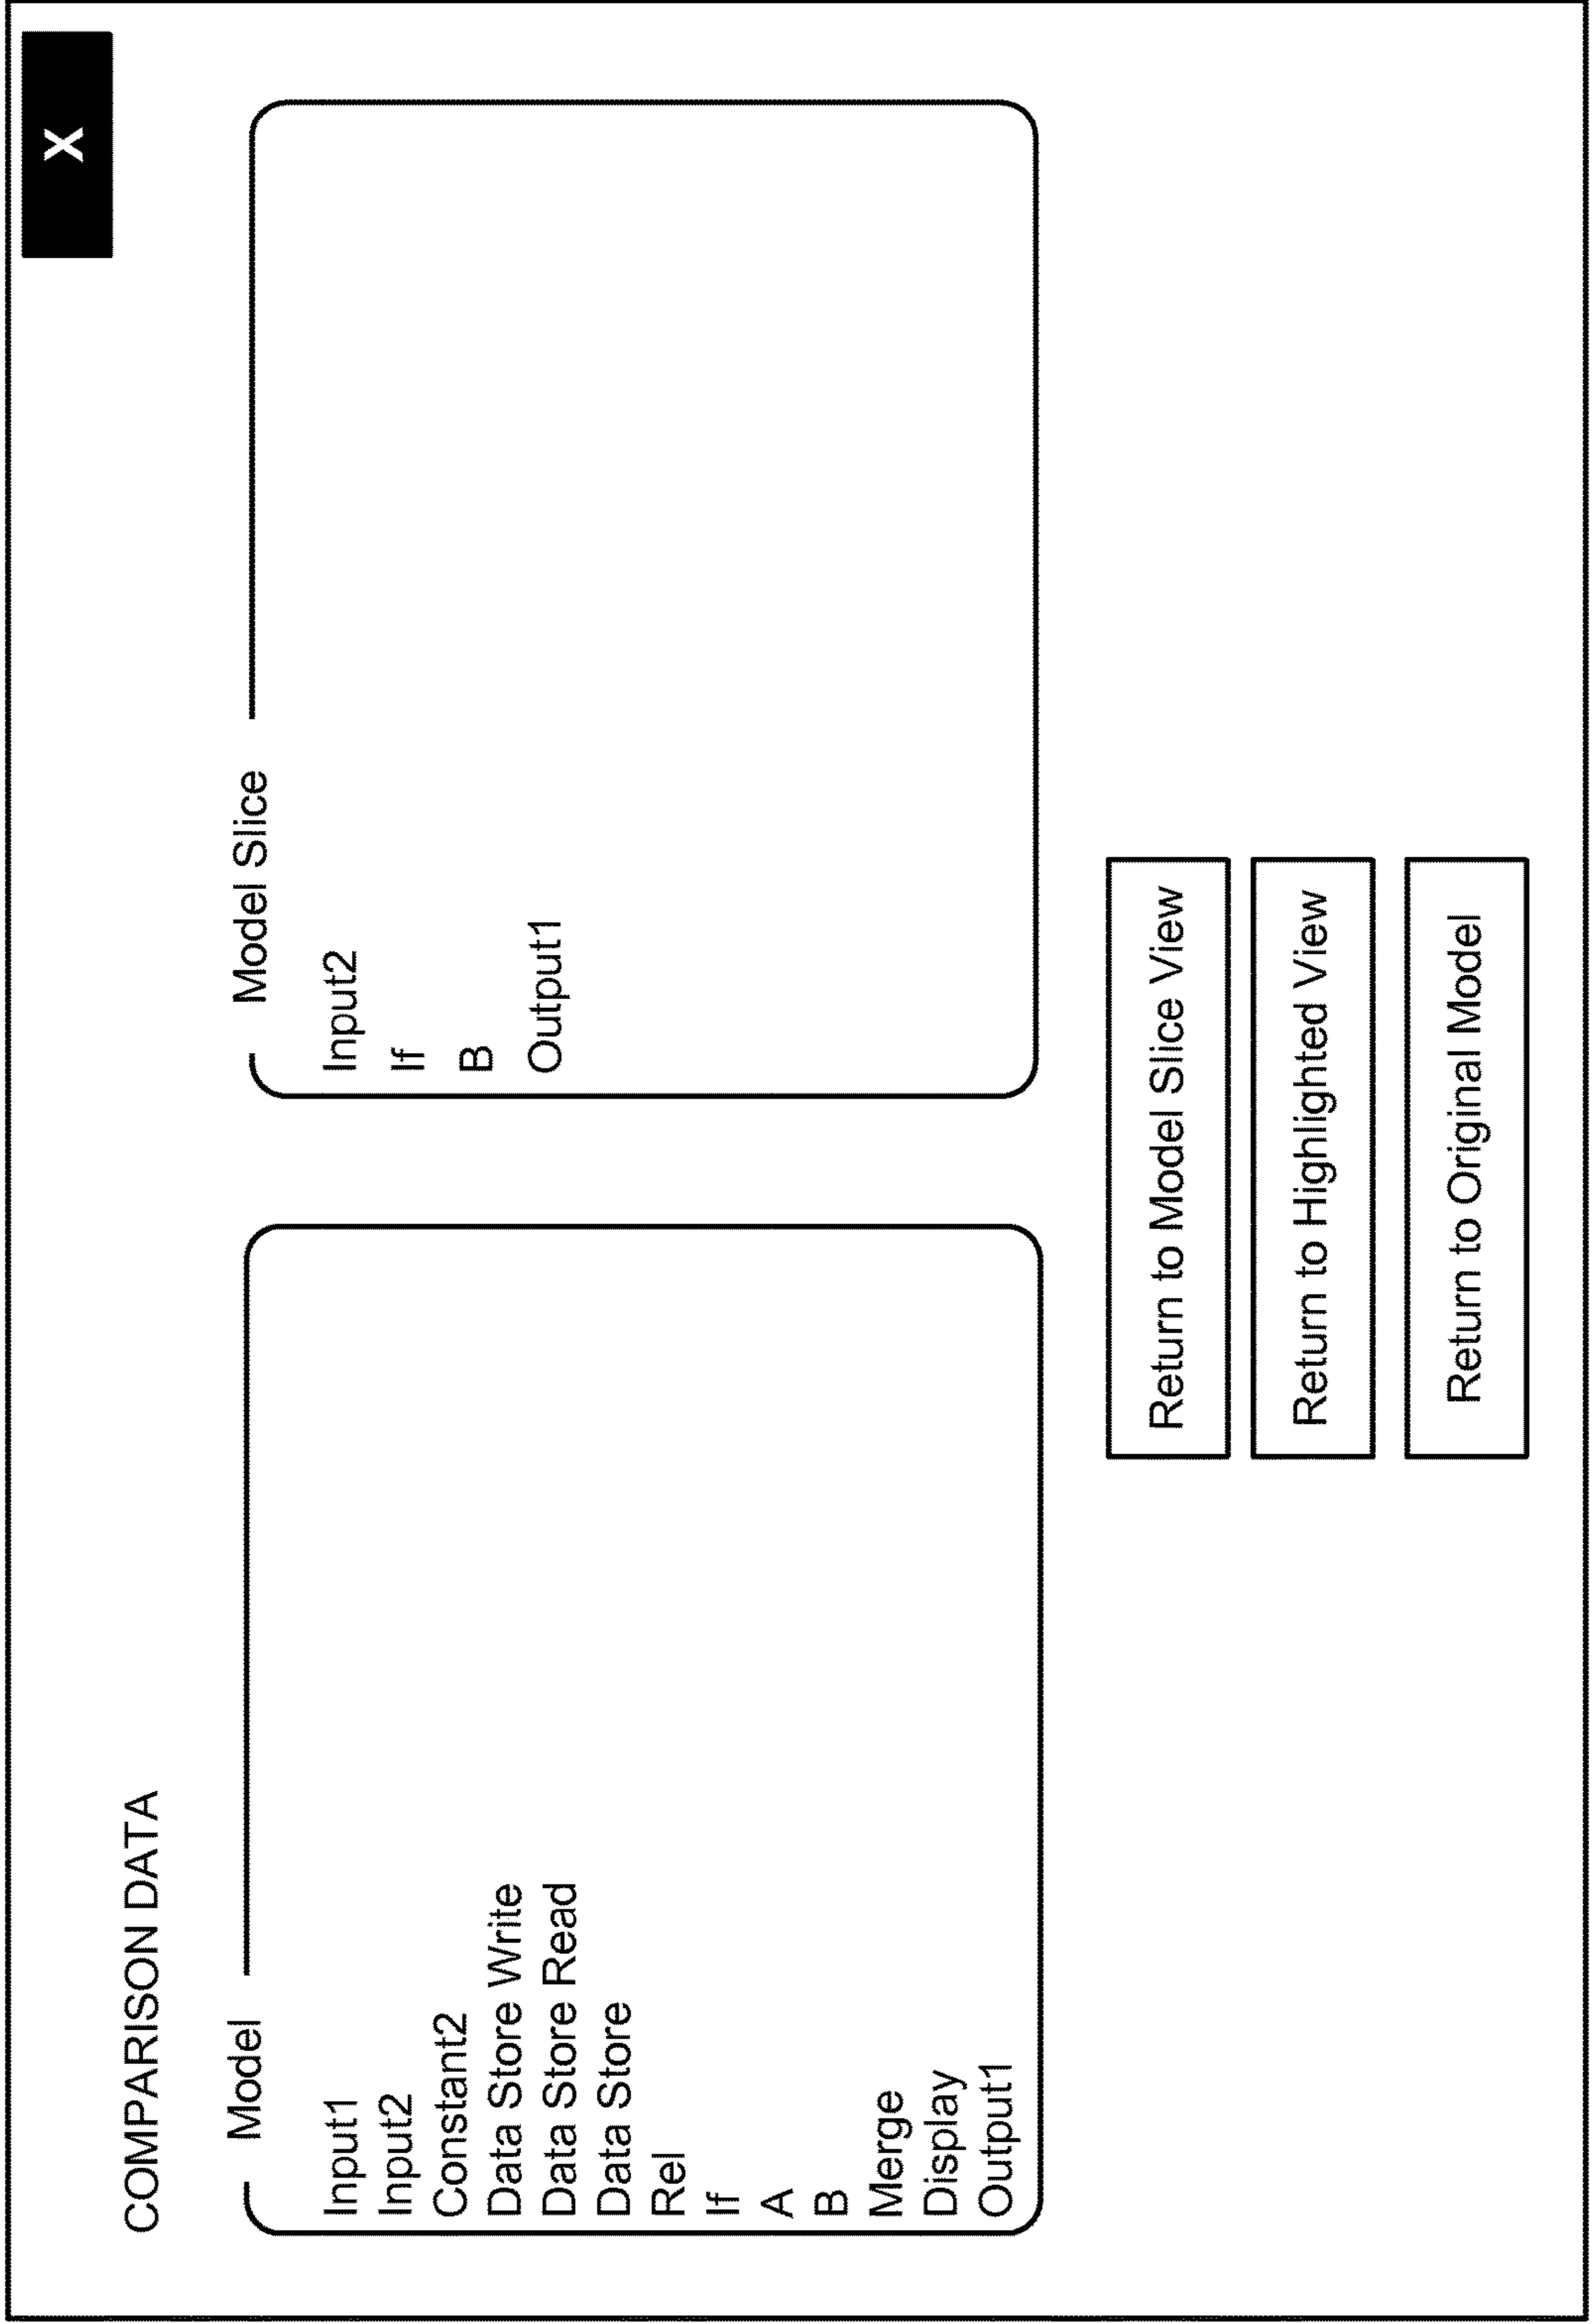 X
COMPARISON DATA
Model
Input1
Input2
Constant2
Data Store Write
Data Store Read
Data Store
Rel
If
A
B
Merge
Display
Output1
Model Slice
Input2
If
B
Output1
Return to Model Slice View
Return to Highlighted View
Return to Original Model